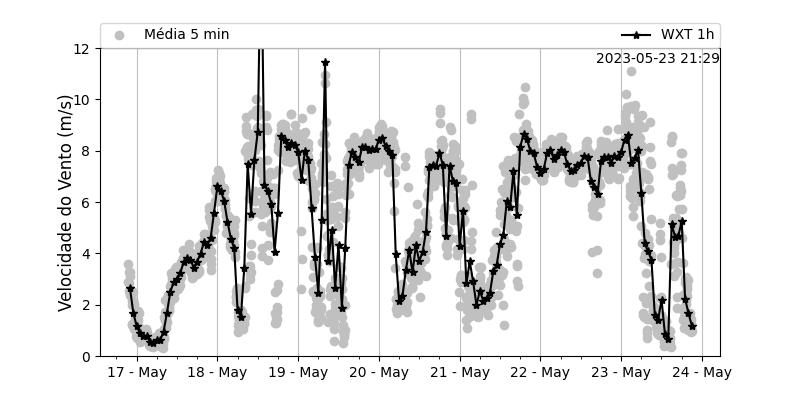 Média 5 min WXT 1h
2023-05-23 21:29
Velocidade do Vento (m/s)
12
10
8
6
4
2
0
17 - May 18 - May 19 - May 20 - May 21 - May 22 - May 23 - May 24 - May